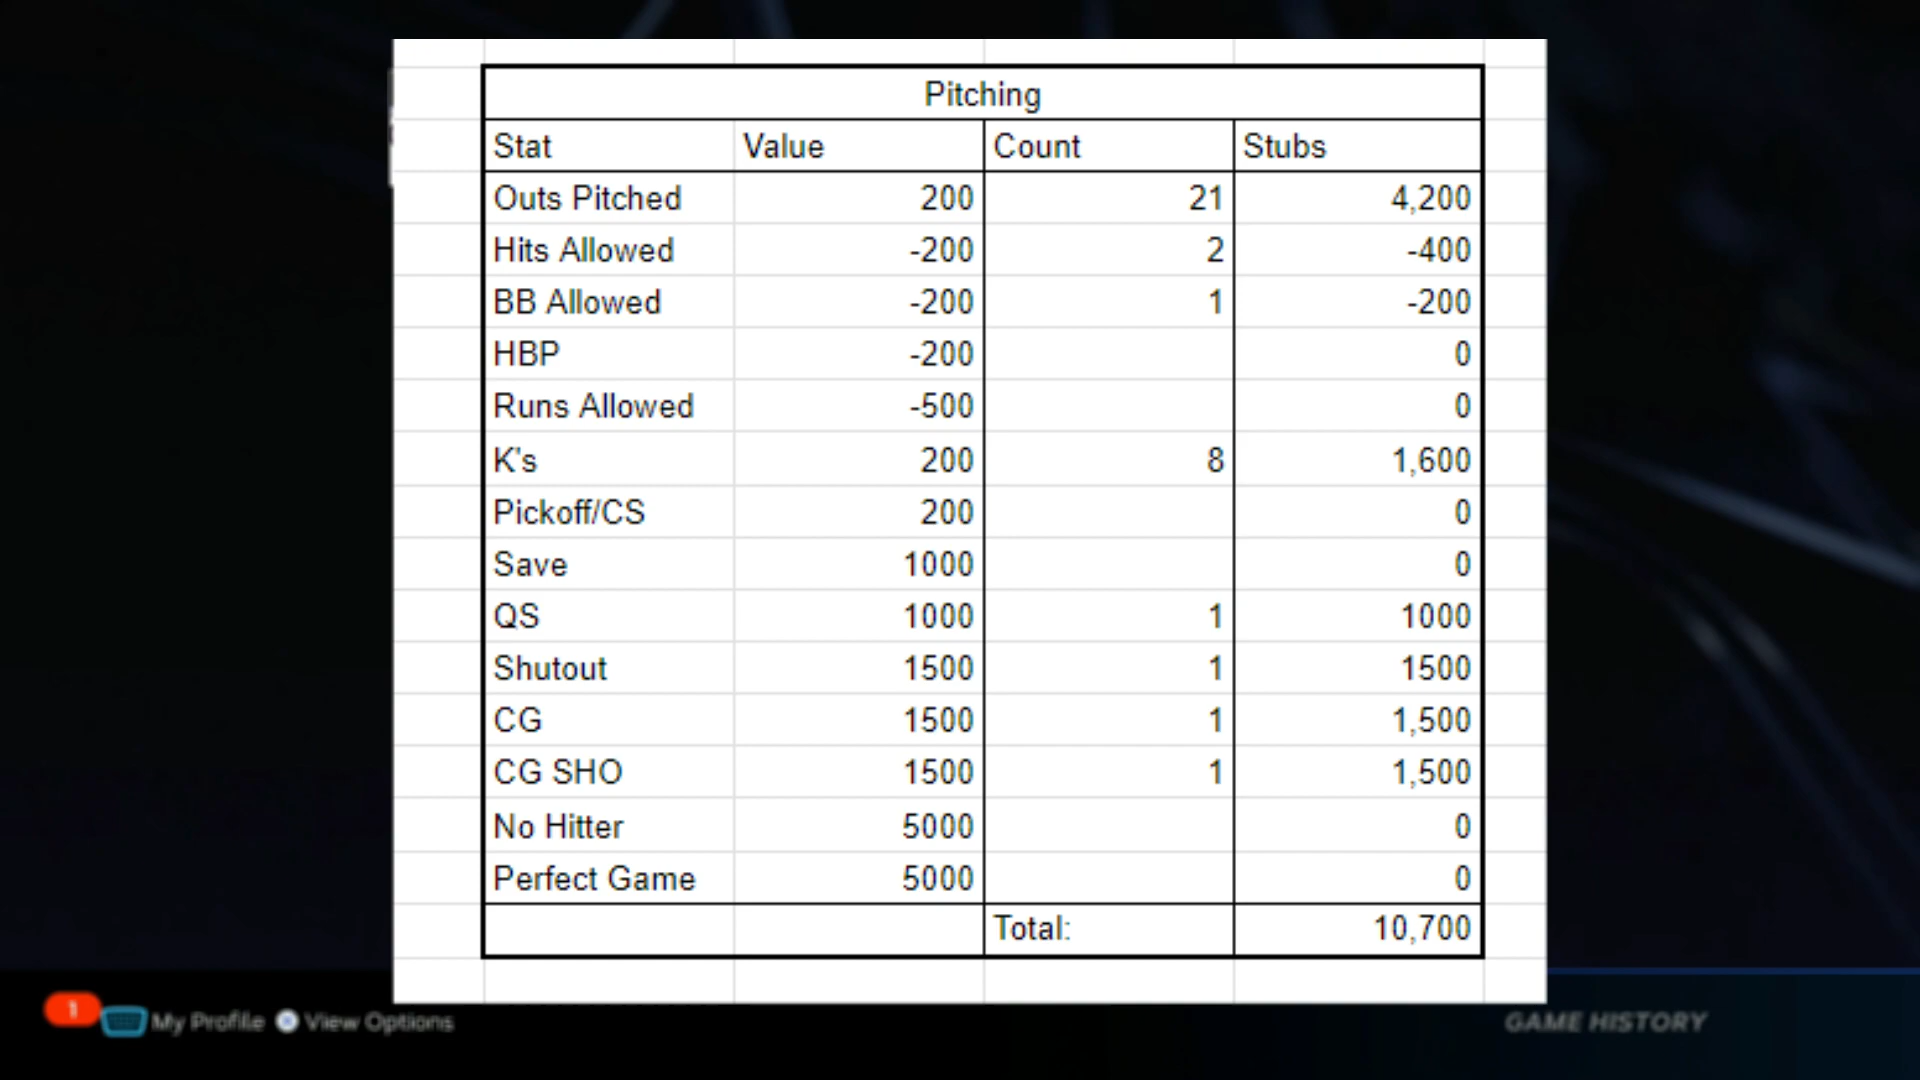 Pitching
Stat Value Count Stubs
Outs Pitched 200 21 4,200
Hits Allowed -200 2 -400
BB Allowed -200 1 -200
HBP -200 0
Runs Allowed -500 0
K's 200 8 1,600
Pickoff/CS 200 0
Save 1000 0
QS 1000 1 1000
Shutout 1500 1 1500
CG 1500 1 1,500
CG SHO 1500 1 1,500
No Hitter 5000 0
Perfect Game 5000 0
Total: 10,700
1 My Profile View Options GAME HISTORY